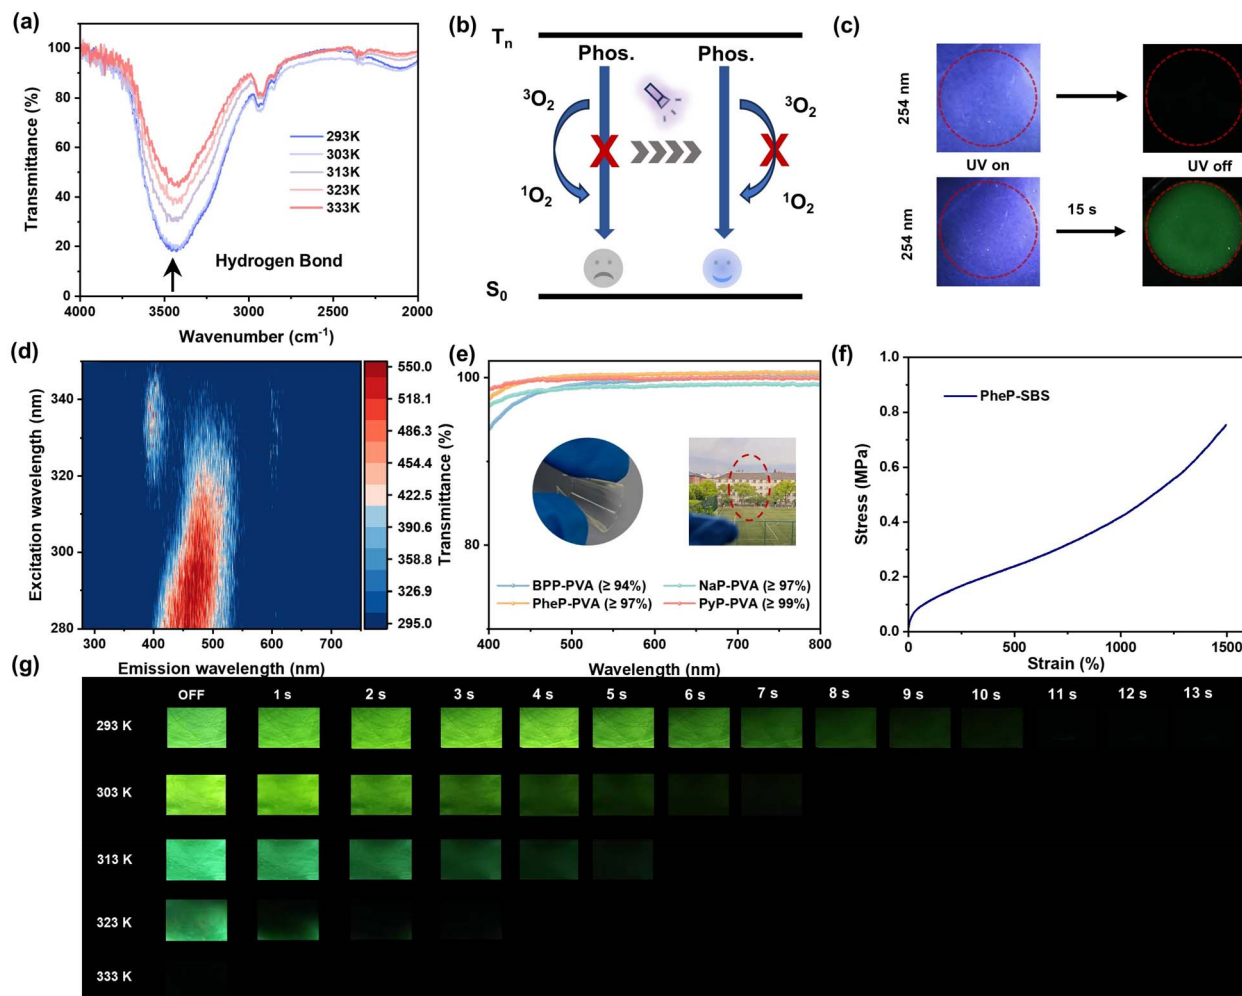 (a)
100
80
60
40
20
0
4000
3500
3000
2500
2000
Transmittance (%)
Wavenumber (cm⁻¹)
293K
303K
313K
323K
333K
Hydrogen Bond
(b)
Tₙ
Phos.
Phos.
³O₂
³O₂
¹O₂
¹O₂
S₀
(c)
254 nm
UV on
UV off
254 nm
15 s
(d)
Excitation wavelength (nm)
340
320
300
280
300
400
500
600
700
Emission wavelength (nm)
550.0
518.1
486.3
454.4
422.5
390.6
358.8
326.9
295.0
(e)
Transmittance (%)
100
80
400
500
600
700
800
Wavelength (nm)
BPP-PVA (≥ 94%)
NaP-PVA (≥ 97%)
PheP-PVA (≥ 97%)
PyP-PVA (≥ 99%)
(f)
Stress (MPa)
1.0
0.8
0.6
0.4
0.2
0.0
0
500
1000
1500
Strain (%)
PheP-SBS
(g)
OFF 1 s 2 s 3 s 4 s 5 s 6 s 7 s 8 s 9 s 10 s 11 s 12 s 13 s
293 K
303 K
313 K
323 K
333 K